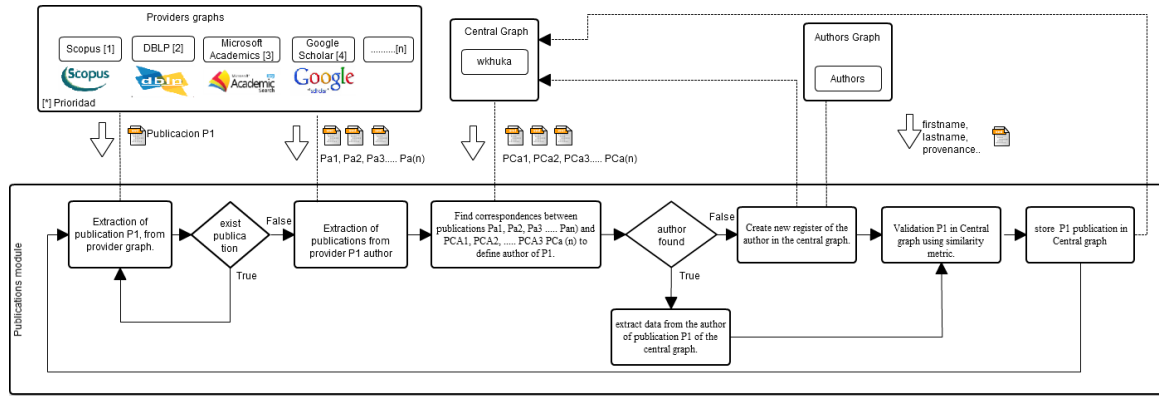 Providers graphs
Scopus [1]
DBLP [2]
Microsoft
Academics [3]
Google
Scholar [4]
..........[n]
Scopus
dblp
Microsoft
Academic
Search
Google
[*] Prioridad
Central Graph
wkhuka
Authors Graph
Authors
Publicacion P1
Pa1, Pa2, Pa3..... Pa(n)
PCa1, PCa2, PCa3..... PCa(n)
firstname,
lastname,
provenance..
Publications module
Extraction of
publication P1, from
provider graph.
exist
publica
tion
False
True
Extraction of
publications from
provider P1 author
Find correspondences between
publications Pa1, Pa2, Pa3 ..... Pan) and
PCA1, PCA2, ..... PCA3 PCa (n) to
define author of P1.
author
found
False
True
Create new register of the
author in the central graph.
Validation P1 in Central
graph using similarity
metric.
store P1 publication in
Central graph
extract data from the author
of publication P1 of the
central graph.